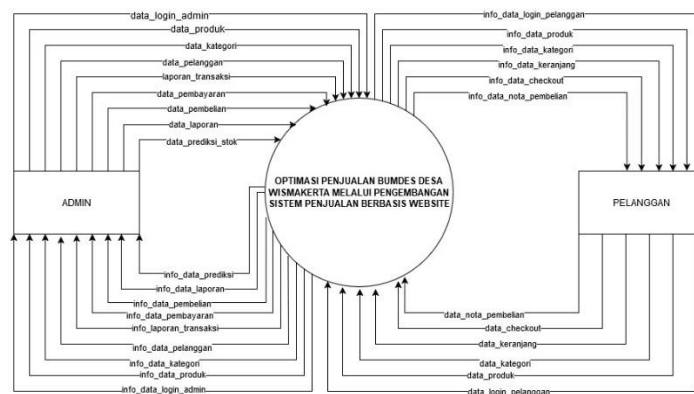 data_login_admin
data_produk
data_kategori
data_pelanggan
laporan_transaksi
data_pembayaran
data_pembelian
data_laporan
data_prediksi_stok
info_data_login_pelanggan
info_data_produk
info_data_kategori
info_data_keranjang
info_data_checkout
info_data_nota_pembelian
ADMIN
OPTIMASI PENJUALAN BUMDES DESA
WISMAKERTA MELALUI PENGEMBANGAN
SISTEM PENJUALAN BERBASIS WEBSITE
PELANGGAN
info_data_prediksi
info_data_laporan
info_data_pembelian
info_data_pembayaran
info_laporan_transaksi
info_data_pelanggan
info_data_kategori
info_data_produk
info_data_login_admin
data_nota_pembelian
data_checkout
data_keranjang
data_kategori
data_produk
data_login_pelanggan